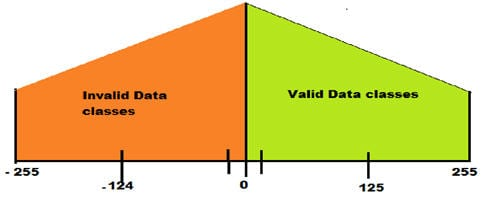 Invalid Data
classes
Valid Data classes
- 255
-124
0
125
255